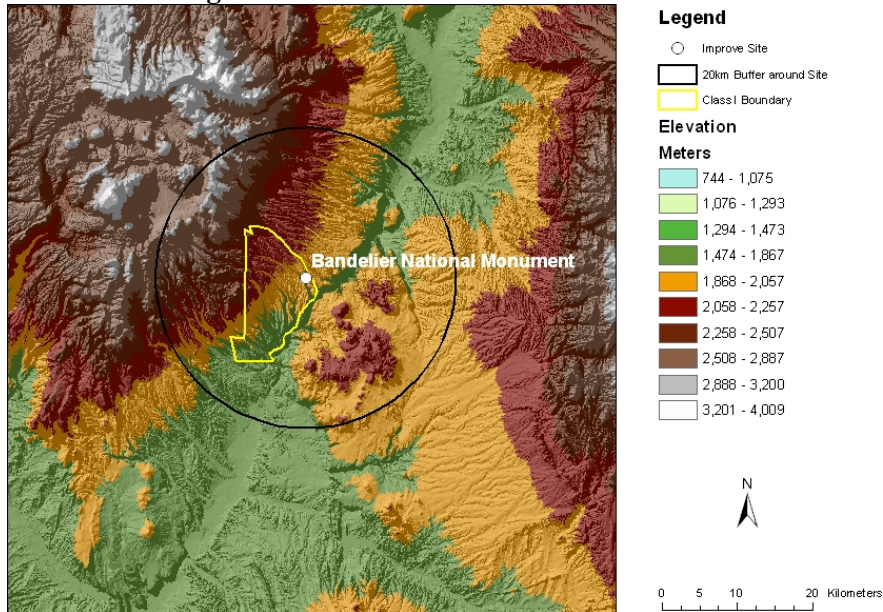 Bandelier National Monument
Legend
Improve Site
20km Buffer around Site
Class I Boundary
Elevation
Meters
744 - 1,075
1,076 - 1,293
1,294 - 1,473
1,474 - 1,867
1,868 - 2,057
2,058 - 2,257
2,258 - 2,507
2,508 - 2,887
2,888 - 3,200
3,201 - 4,009
N
0 5 10 20 Kilometers